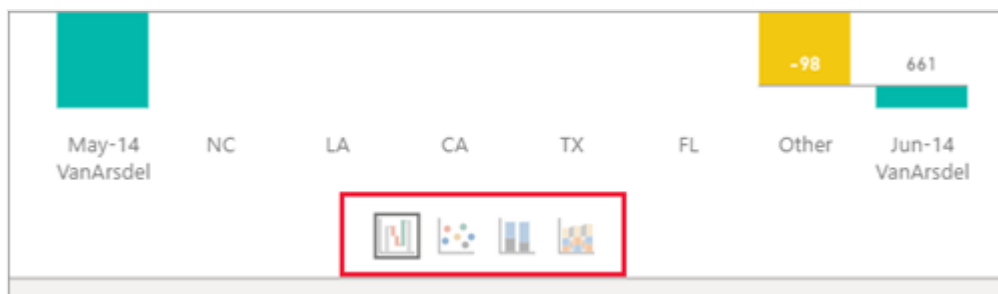 -98 661
May-14 NC LA CA TX FL Other Jun-14
VanArsdel VanArsdel